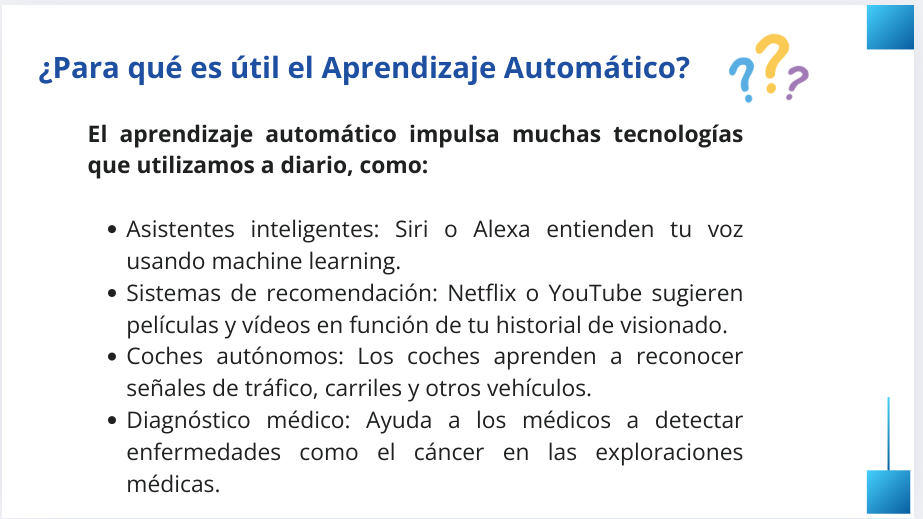 ¿Para qué es útil el Aprendizaje Automático?
El aprendizaje automático impulsa muchas tecnologías
que utilizamos a diario, como:
• Asistentes inteligentes: Siri o Alexa entienden tu voz
usando machine learning.
• Sistemas de recomendación: Netflix o YouTube sugieren
películas y vídeos en función de tu historial de visionado.
• Coches autónomos: Los coches aprenden a reconocer
señales de tráfico, carriles y otros vehículos.
• Diagnóstico médico: Ayuda a los médicos a detectar
enfermedades como el cáncer en las exploraciones
médicas.